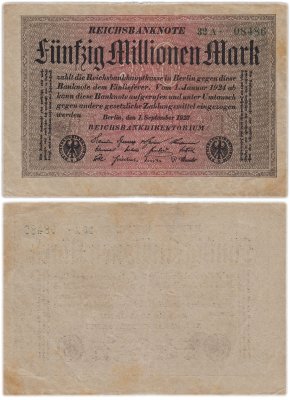 REICHSBANKNOTE
32A· 08486
Fünfzig Millionen Mark
zahlt die Reichsbankhauptkasse in Berlin gegen diese
Banknote dem Einlieferer. Vom 1. Januar 1924 ab
kann diese Banknote aufgerufen und unter Umtausch
gegen andere gesetzliche Zahlungsmittel eingezogen
werden
Berlin, den 1. September 1923
REICHSBANKDIREKTORIUM